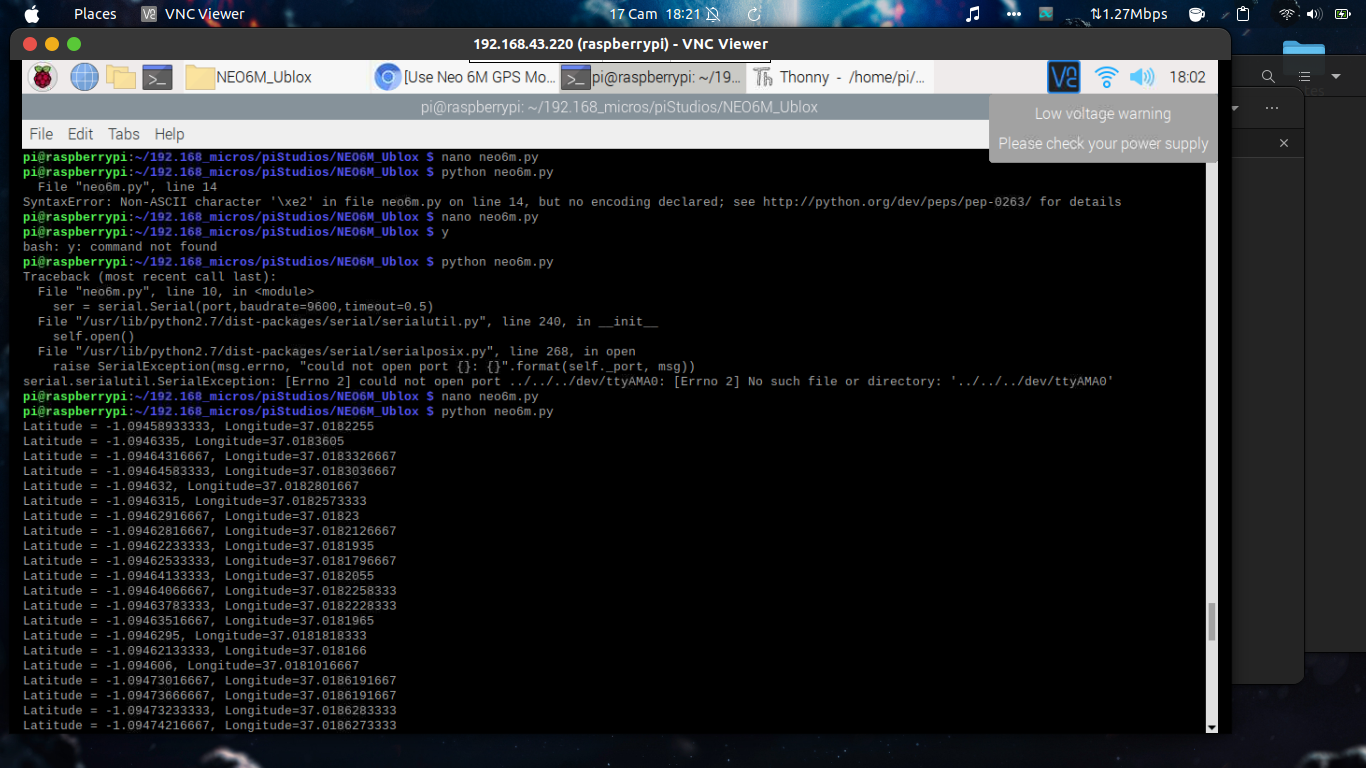 Places VNC Viewer 17 Cam 18:21 1.27Mbps
192.168.43.220 (raspberrypi) - VNC Viewer
NEO6M_Ublox [Use Neo 6M GPS Mo... pi@raspberrypi: ~/19... Thonny - /home/pi/... 18:02
pi@raspberrypi: ~/192.168_micros/piStudios/NEO6M_Ublox
Low voltage warning
Please check your power supply
File Edit Tabs Help
pi@raspberrypi:~/192.168_micros/piStudios/NEO6M_Ublox $ nano neo6m.py
pi@raspberrypi:~/192.168_micros/piStudios/NEO6M_Ublox $ python neo6m.py
File "neo6m.py", line 14
SyntaxError: Non-ASCII character '\xe2' in file neo6m.py on line 14, but no encoding declared; see http://python.org/dev/peps/pep-0263/ for details
pi@raspberrypi:~/192.168_micros/piStudios/NEO6M_Ublox $ nano neo6m.py
pi@raspberrypi:~/192.168_micros/piStudios/NEO6M_Ublox $ y
bash: y: command not found
pi@raspberrypi:~/192.168_micros/piStudios/NEO6M_Ublox $ python neo6m.py
Traceback (most recent call last):
File "neo6m.py", line 10, in <module>
ser = serial.Serial(port,baudrate=9600,timeout=0.5)
File "/usr/lib/python2.7/dist-packages/serial/serialutil.py", line 240, in __init__
self.open()
File "/usr/lib/python2.7/dist-packages/serial/serialposix.py", line 268, in open
raise SerialException(msg.errno, "could not open port {}: {}".format(self._port, msg))
serial.serialutil.SerialException: [Errno 2] could not open port ../../../dev/ttyAMA0: [Errno 2] No such file or directory: '../../../dev/ttyAMA0'
pi@raspberrypi:~/192.168_micros/piStudios/NEO6M_Ublox $ nano neo6m.py
pi@raspberrypi:~/192.168_micros/piStudios/NEO6M_Ublox $ python neo6m.py
Latitude = -1.09458933333, Longitude=37.0182255
Latitude = -1.0946335, Longitude=37.0183605
Latitude = -1.09464316667, Longitude=37.0183326667
Latitude = -1.09464583333, Longitude=37.0183036667
Latitude = -1.094632, Longitude=37.0182801667
Latitude = -1.0946315, Longitude=37.0182573333
Latitude = -1.09462916667, Longitude=37.01823
Latitude = -1.09462816667, Longitude=37.0182126667
Latitude = -1.09462233333, Longitude=37.0181935
Latitude = -1.09462533333, Longitude=37.0181796667
Latitude = -1.09464133333, Longitude=37.0182055
Latitude = -1.09464066667, Longitude=37.0182258333
Latitude = -1.09463783333, Longitude=37.0182228333
Latitude = -1.09463516667, Longitude=37.0181965
Latitude = -1.0946295, Longitude=37.0181818333
Latitude = -1.09462133333, Longitude=37.018166
Latitude = -1.094606, Longitude=37.0181016667
Latitude = -1.09473016667, Longitude=37.0186191667
Latitude = -1.09473666667, Longitude=37.0186191667
Latitude = -1.09473233333, Longitude=37.0186283333
Latitude = -1.09474216667, Longitude=37.0186273333